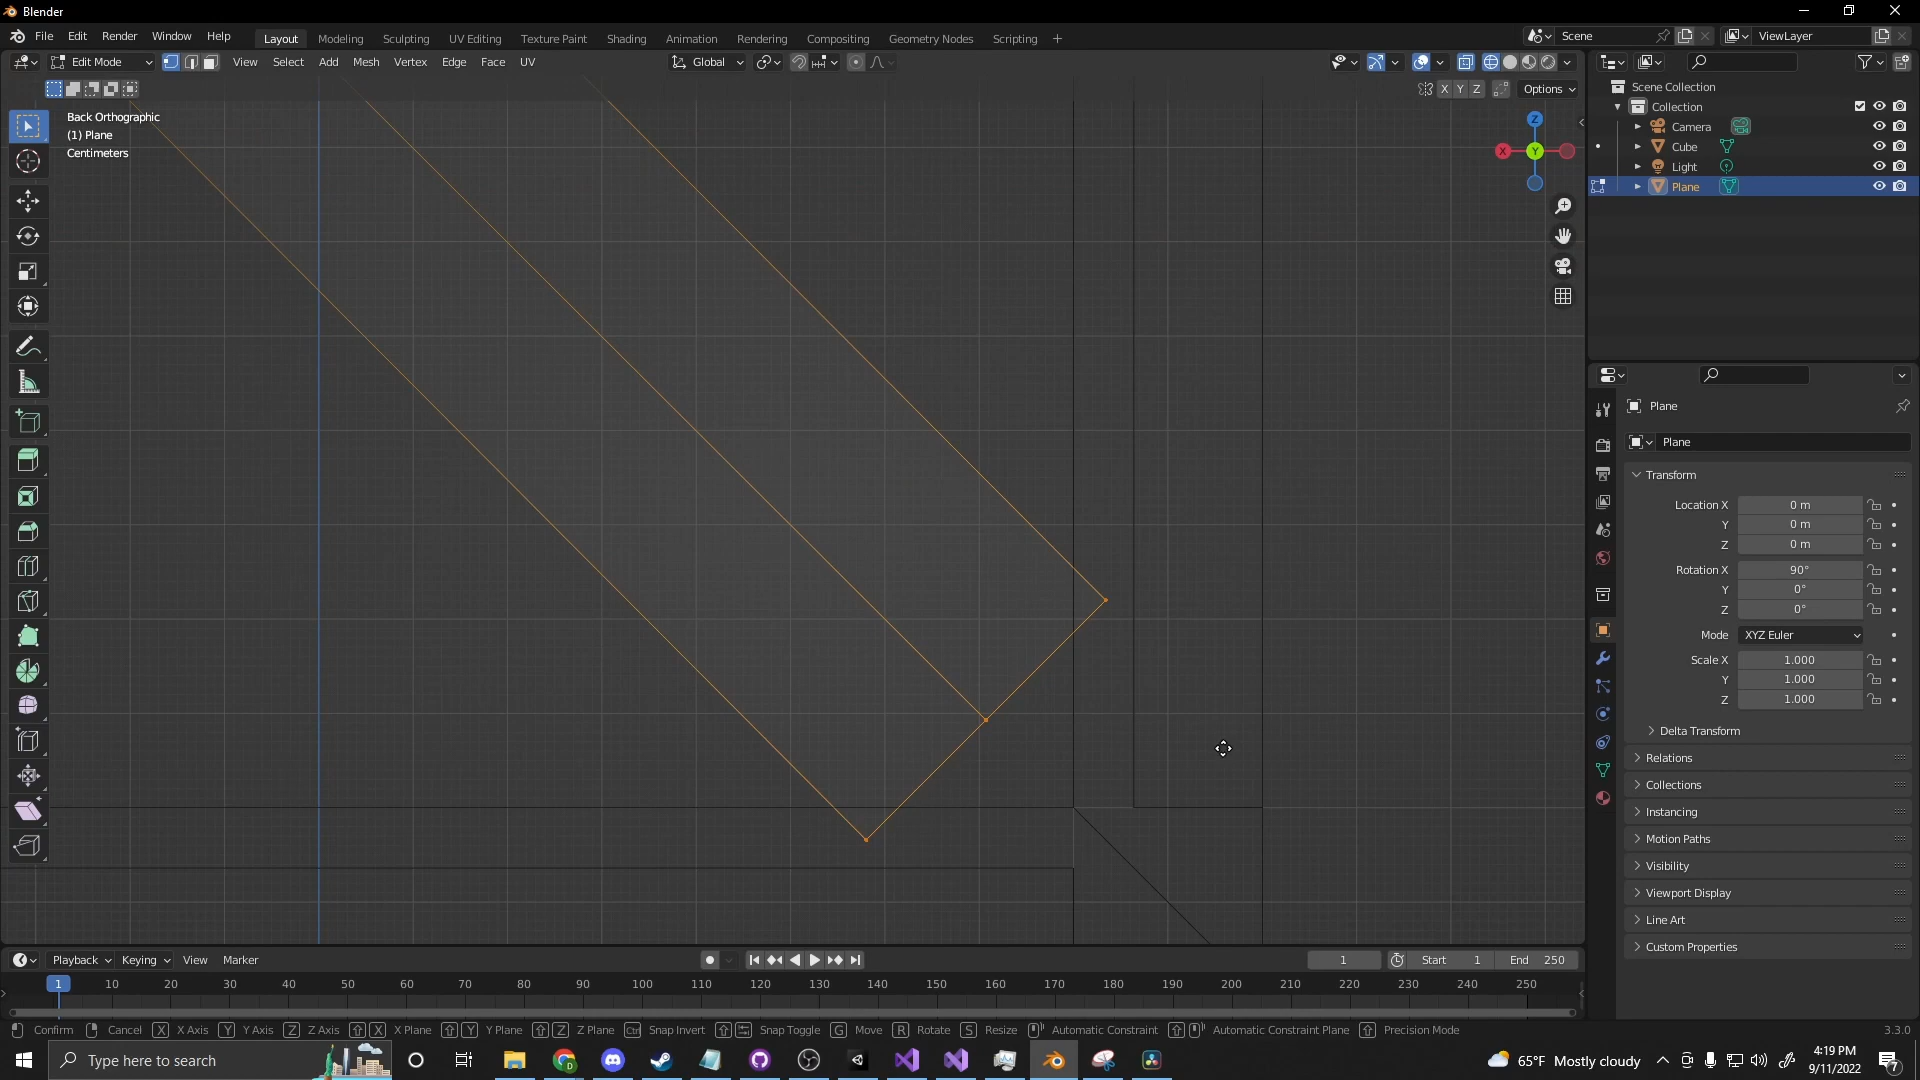 Blender
File Edit Render Window Help
Layout Modeling Sculpting UV Editing Texture Paint Shading Animation Rendering Compositing Geometry Nodes Scripting +
Scene
ViewLayer
Edit Mode View Select Add Mesh Vertex Edge Face UV
Global
X Y Z Options
Back Orthographic
(1) Plane
Centimeters
Z
X Y
Scene Collection
Collection
Camera
Cube
Light
Plane
Plane
Plane
Transform
Location X 0 m
Y 0 m
Z 0 m
Rotation X 90°
Y 0°
Z 0°
Mode XYZ Euler
Scale X 1.000
Y 1.000
Z 1.000
Delta Transform
Relations
Collections
Instancing
Motion Paths
Visibility
Viewport Display
Line Art
Custom Properties
Playback Keying View Marker
1 Start 1 End 250
1 10 20 30 40 50 60 70 80 90 100 110 120 130 140 150 160 170 180 190 200 210 220 230 240 250
Confirm Cancel X X Axis Y Y Axis Z Z Axis X X Plane Y Y Plane Z Z Plane Ctrl Snap Invert Snap Toggle G Move R Rotate S Resize Automatic Constraint Automatic Constraint Plane Precision Mode 3.3.0
Type here to search
65°F Mostly cloudy
4:19 PM
9/11/2022
7